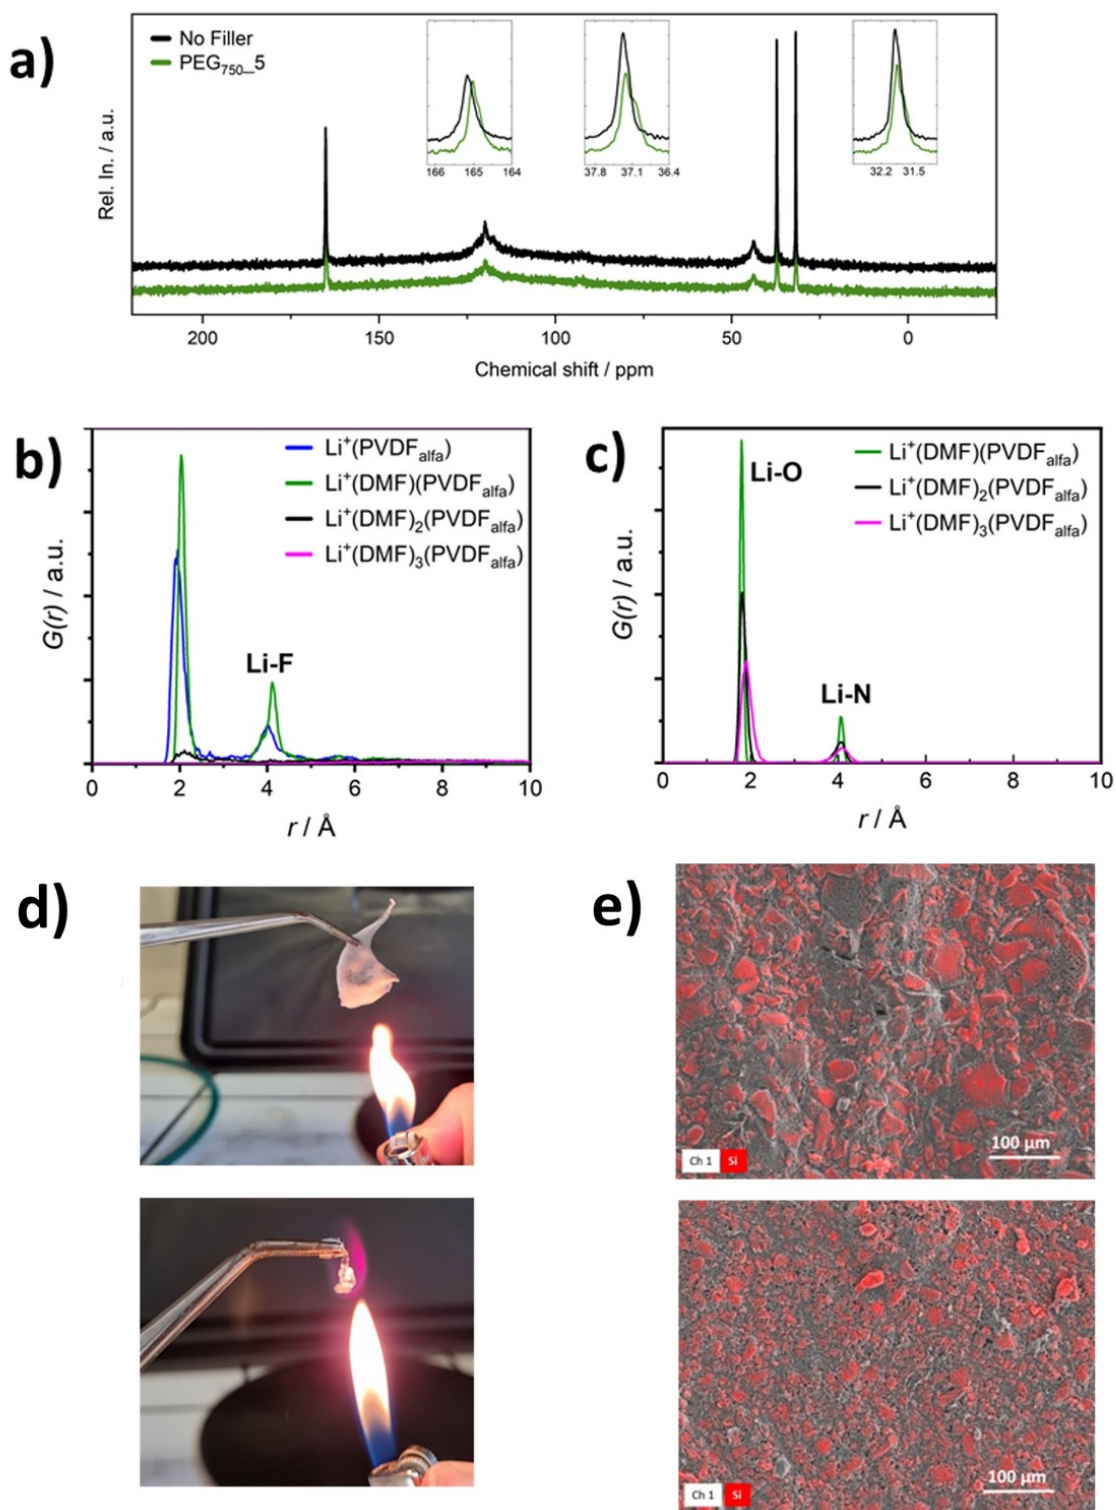 a)
No Filler
PEG750_5
Rel. In. / a.u.
166 165 164
37.8 37.1 36.4
32.2 31.5
200 150 100 50 0
Chemical shift / ppm
b)
Li+(PVDFalfa)
Li+(DMF)(PVDFalfa)
Li+(DMF)2(PVDFalfa)
Li+(DMF)3(PVDFalfa)
Li-F
G(r) / a.u.
0 2 4 6 8 10
r / Å
c)
Li-O
Li+(DMF)(PVDFalfa)
Li+(DMF)2(PVDFalfa)
Li+(DMF)3(PVDFalfa)
Li-N
G(r) / a.u.
0 2 4 6 8 10
r / Å
d)
e)
100 µm
Ch 1 Si
100 µm
Ch 1 Si